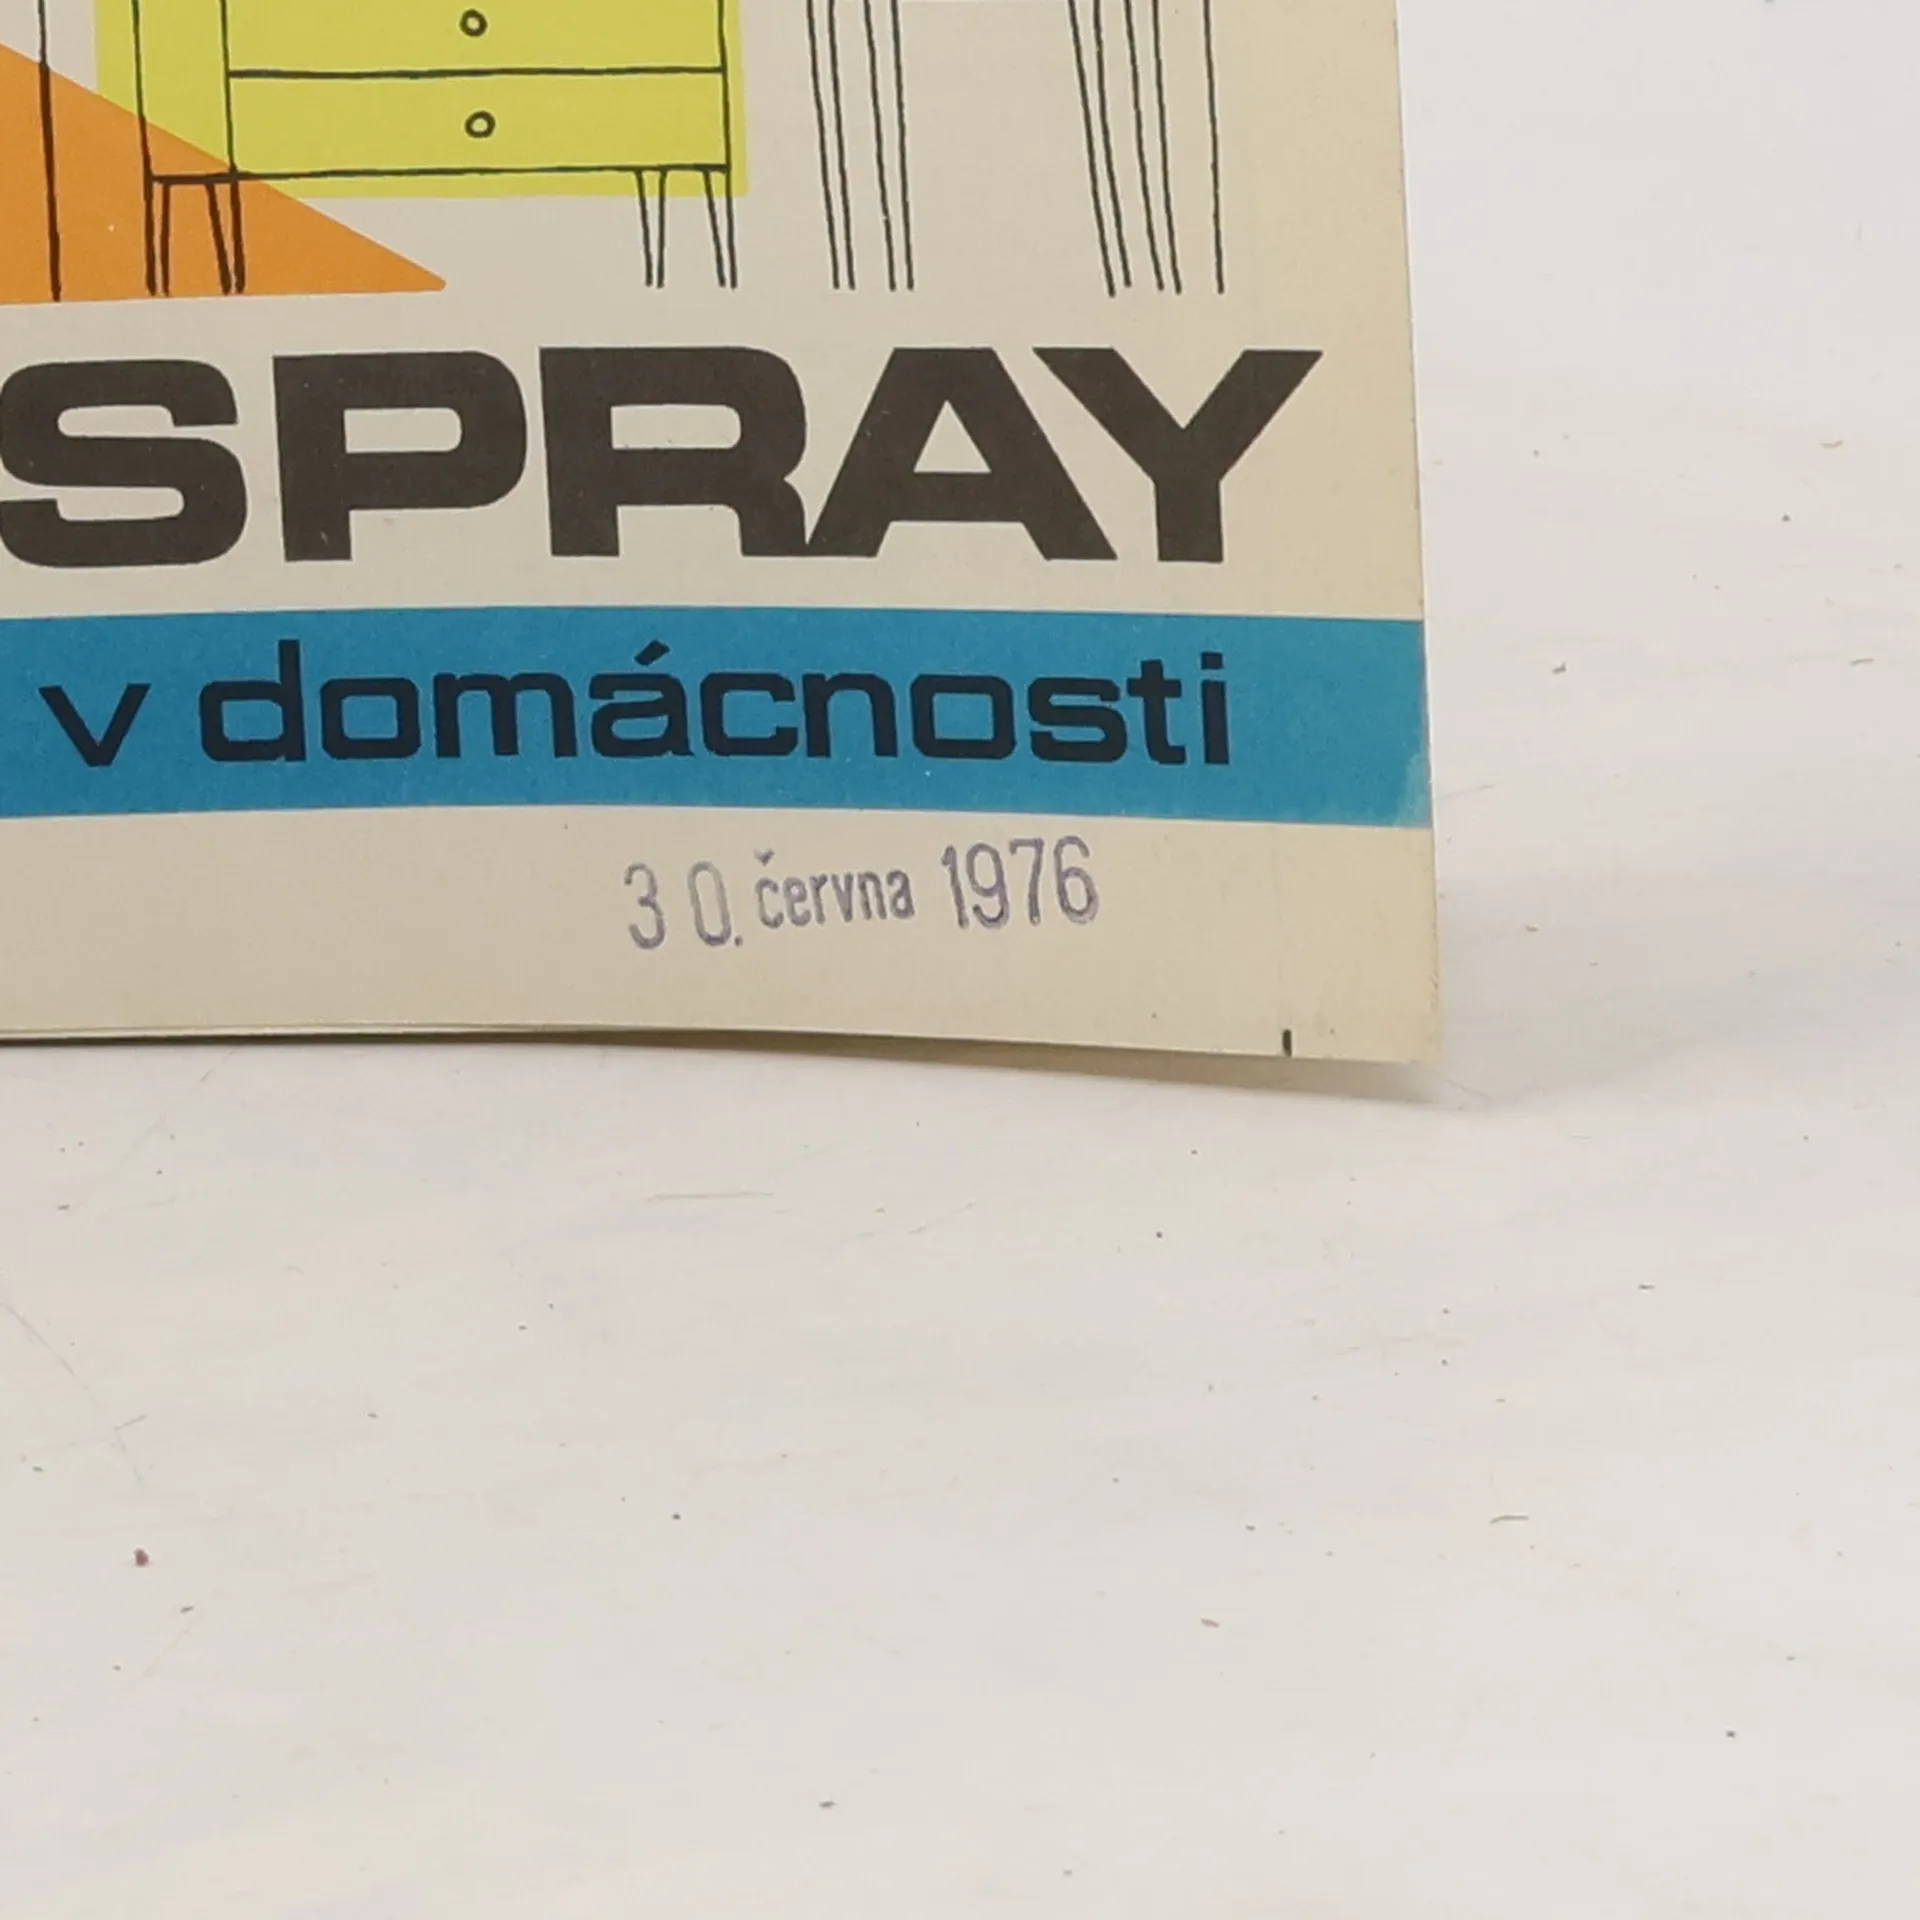 SPRAY
v domácnosti
30. června 1976